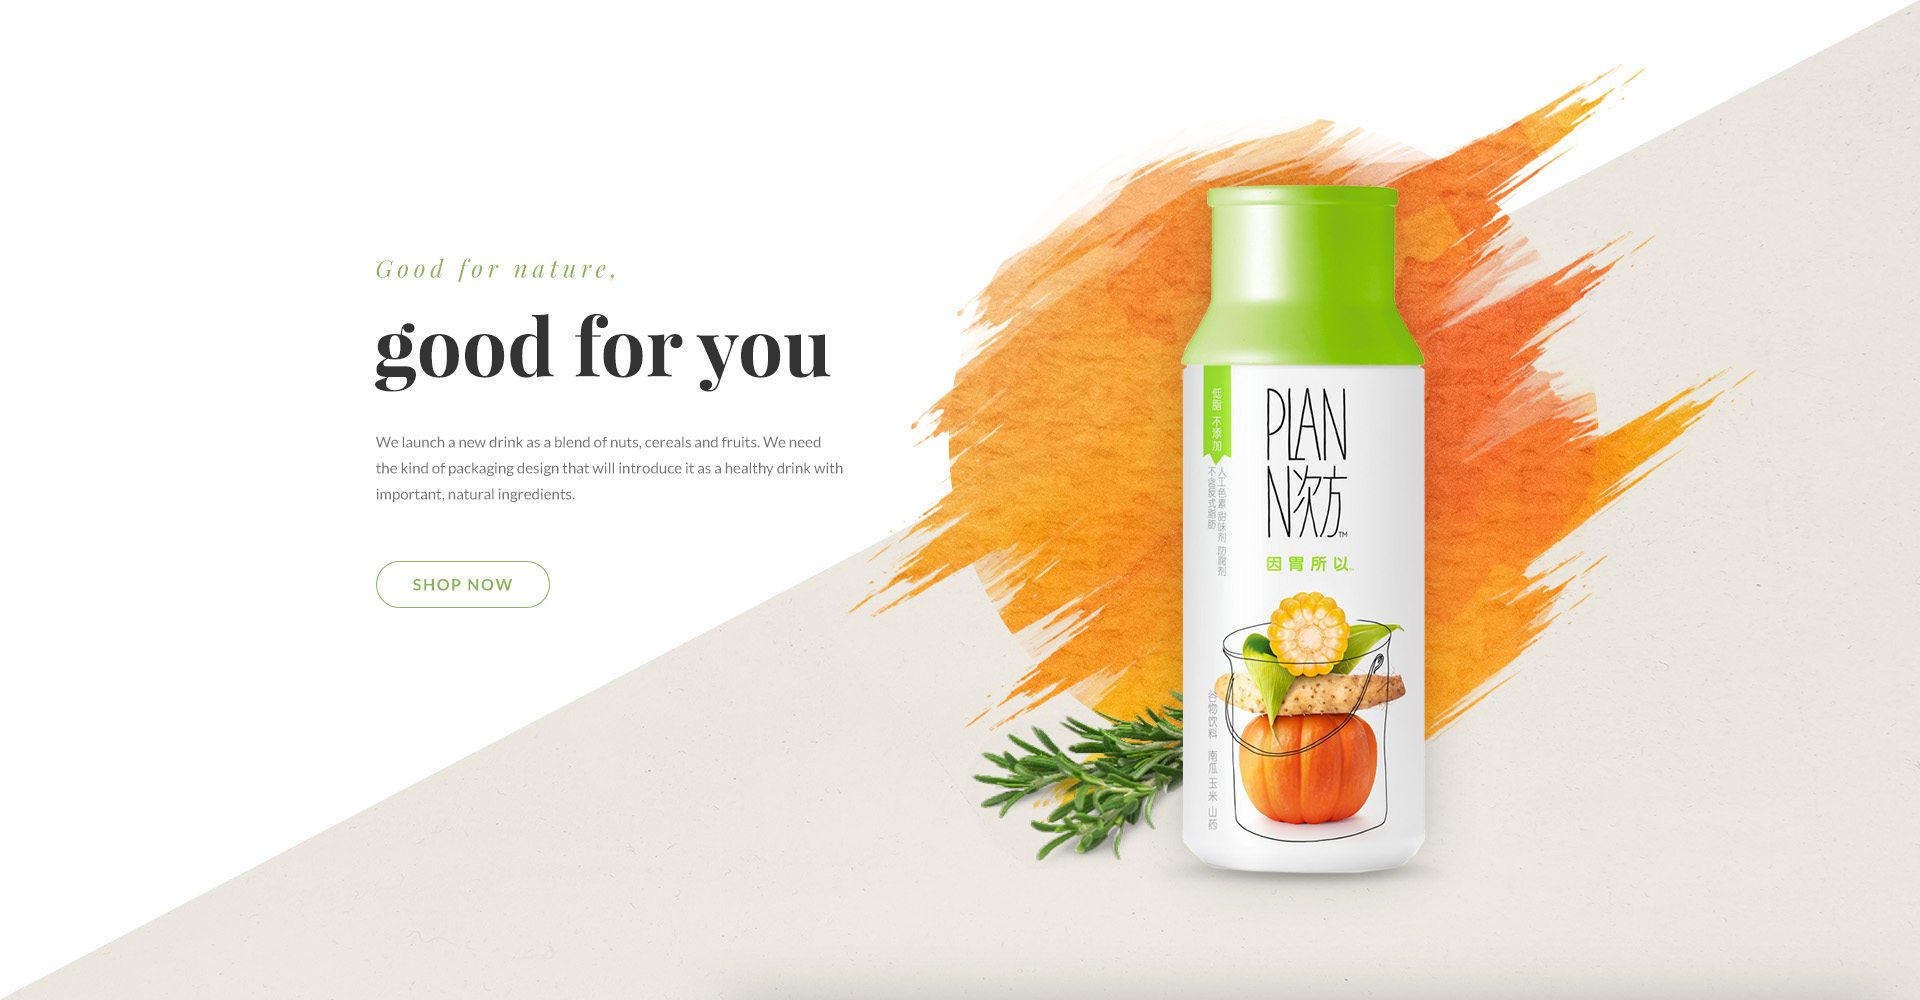 Good for nature,
good for you
We launch a new drink as a blend of nuts, cereals and fruits. We need
the kind of packaging design that will introduce it as a healthy drink with
important, natural ingredients.
SHOP NOW
低脂 不添加
人工色素 甜味剂 防腐剂
不含反式脂肪
PLAN
N次方™
因胃所以
谷物饮料 南瓜 玉米 山药